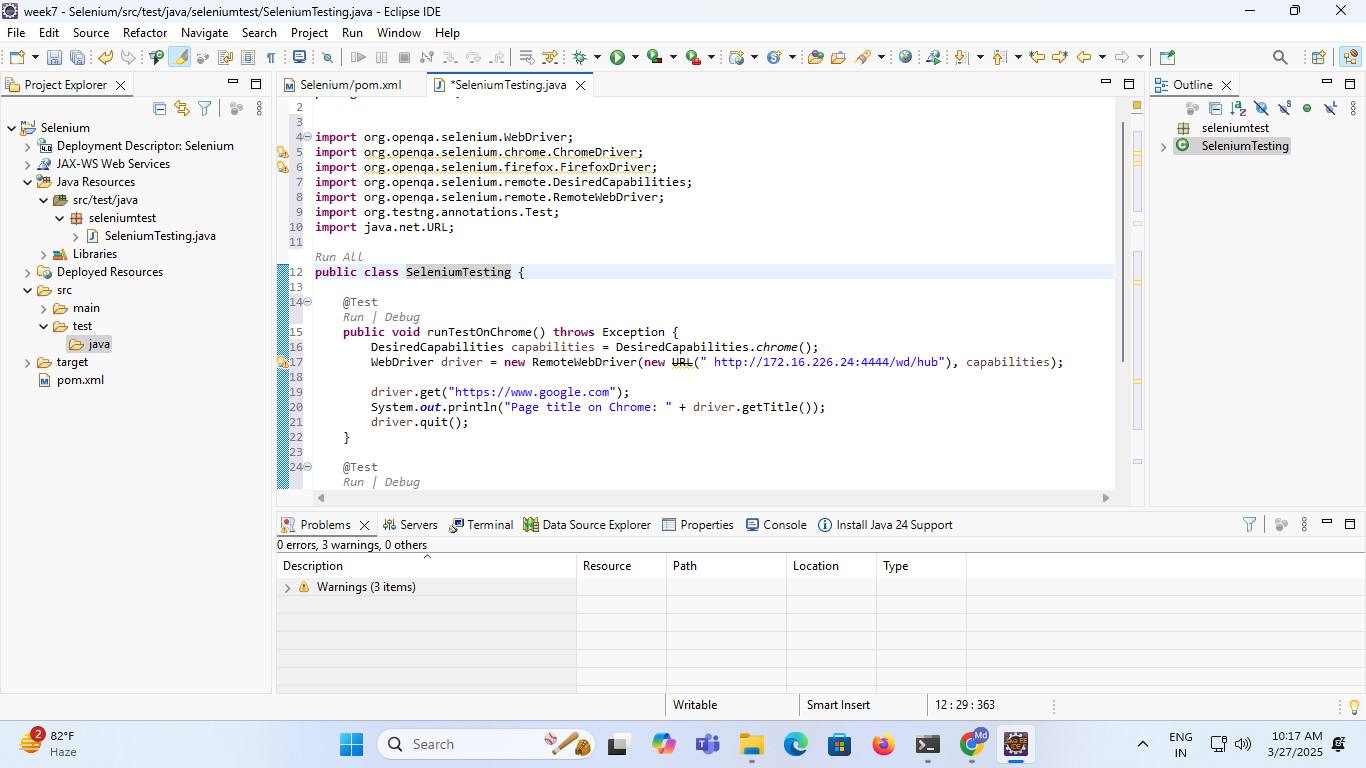 week7 - Selenium/src/test/java/seleniumtest/SeleniumTesting.java - Eclipse IDE
File Edit Source Refactor Navigate Search Project Run Window Help
Project Explorer
Selenium
Deployment Descriptor: Selenium
JAX-WS Web Services
Java Resources
src/test/java
seleniumtest
SeleniumTesting.java
Libraries
Deployed Resources
src
main
test
java
target
pom.xml
Selenium/pom.xml *SeleniumTesting.java
2
3
4 import org.openqa.selenium.WebDriver;
5 import org.openqa.selenium.chrome.ChromeDriver;
6 import org.openqa.selenium.firefox.FirefoxDriver;
7 import org.openqa.selenium.remote.DesiredCapabilities;
8 import org.openqa.selenium.remote.RemoteWebDriver;
9 import org.testng.annotations.Test;
10 import java.net.URL;
11
Run All
12 public class SeleniumTesting {
13
14 @Test
Run | Debug
15 public void runTestOnChrome() throws Exception {
16 DesiredCapabilities capabilities = DesiredCapabilities.chrome();
17 WebDriver driver = new RemoteWebDriver(new URL(" http://172.16.226.24:4444/wd/hub"), capabilities);
18
19 driver.get("https://www.google.com");
20 System.out.println("Page title on Chrome: " + driver.getTitle());
21 driver.quit();
22 }
23
24 @Test
Run | Debug
Outline
seleniumtest
SeleniumTesting
Problems Servers Terminal Data Source Explorer Properties Console Install Java 24 Support
0 errors, 3 warnings, 0 others
Description Resource Path Location Type
Warnings (3 items)
Writable Smart Insert 12 : 29 : 363
2
82°F
Haze
Search
Md
ENG
IN
10:17 AM
3/27/2025